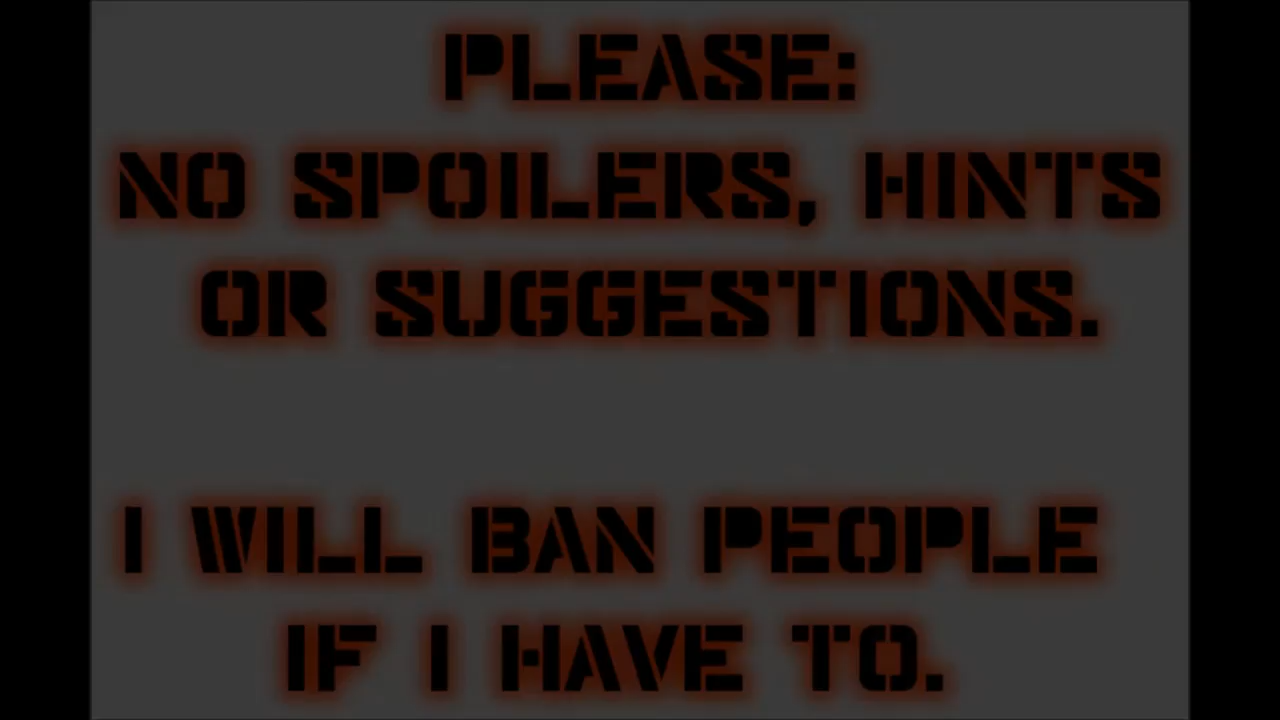 PLEASE:
NO SPOILERS, HINTS
OR SUGGESTIONS.
I WILL BAN PEOPLE
IF I HAVE TO.